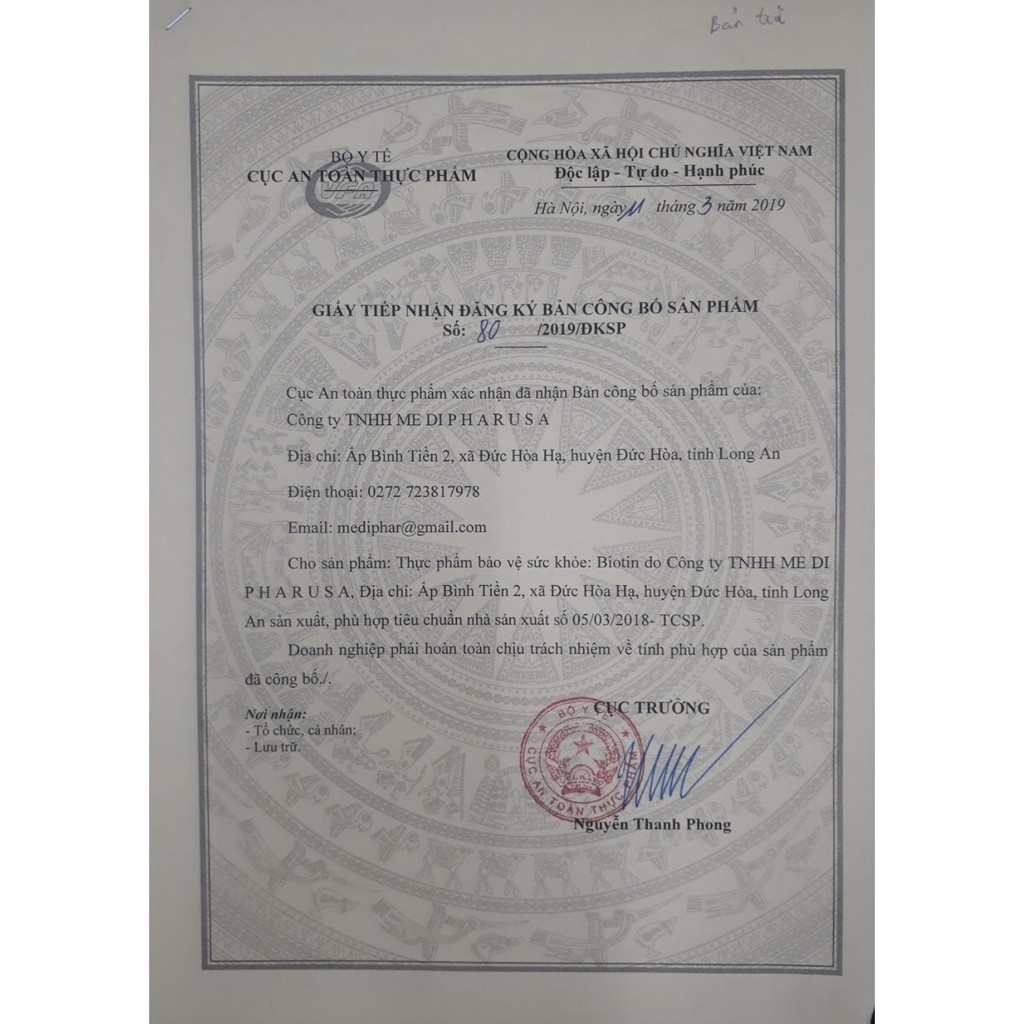 Bản trả
BỘ Y TẾ
CỤC AN TOÀN THỰC PHẨM
VFA
CỘNG HÒA XÃ HỘI CHỦ NGHĨA VIỆT NAM
Độc lập - Tự do - Hạnh phúc
Hà Nội, ngày 11 tháng 3 năm 2019
GIẤY TIẾP NHẬN ĐĂNG KÝ BẢN CÔNG BỐ SẢN PHẨM
Số: 80 /2019/ĐKSP
Cục An toàn thực phẩm xác nhận đã nhận Bản công bố sản phẩm của:
Công ty TNHH ME DI P H A R U S A
Địa chỉ: Ấp Bình Tiền 2, xã Đức Hòa Hạ, huyện Đức Hòa, tỉnh Long An
Điện thoại: 0272 723817978
Email: mediphar@gmail.com
Cho sản phẩm: Thực phẩm bảo vệ sức khỏe: Biotin do Công ty TNHH ME DI
P H A R U S A, Địa chỉ: Ấp Bình Tiền 2, xã Đức Hòa Hạ, huyện Đức Hòa, tỉnh Long
An sản xuất, phù hợp tiêu chuẩn nhà sản xuất số 05/03/2018- TCSP.
Doanh nghiệp phải hoàn toàn chịu trách nhiệm về tính phù hợp của sản phẩm
đã công bố./.
Nơi nhận:
- Tổ chức, cá nhân;
- Lưu trữ.
CỤC TRƯỞNG
BỘ Y TẾ
CỤC AN TOÀN THỰC PHẨM
Nguyễn Thanh Phong